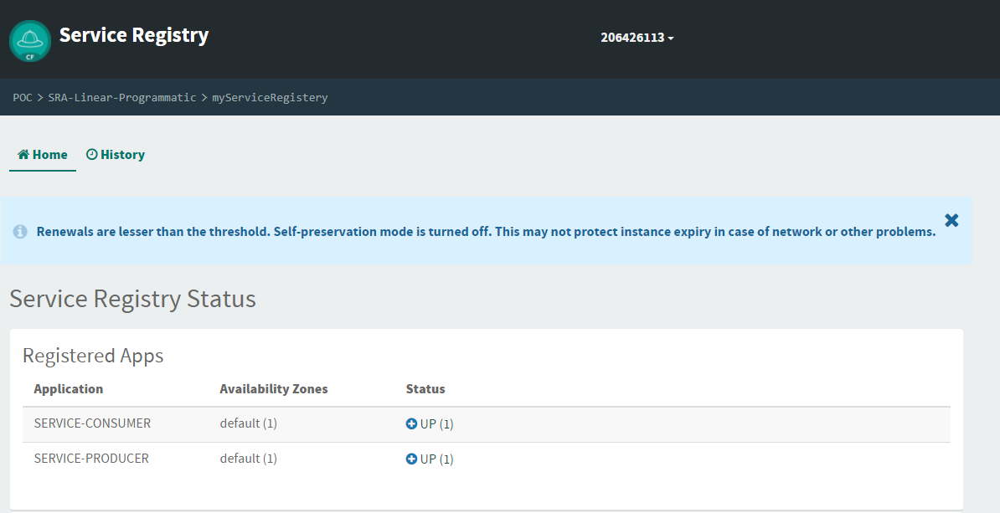 CF
Service Registry
206426113
POC > SRA-Linear-Programmatic > myServiceRegistery
Home
History
Renewals are lesser than the threshold. Self-preservation mode is turned off. This may not protect instance expiry in case of network or other problems.
Service Registry Status
Registered Apps
Application Availability Zones Status
SERVICE-CONSUMER default (1) UP (1)
SERVICE-PRODUCER default (1) UP (1)